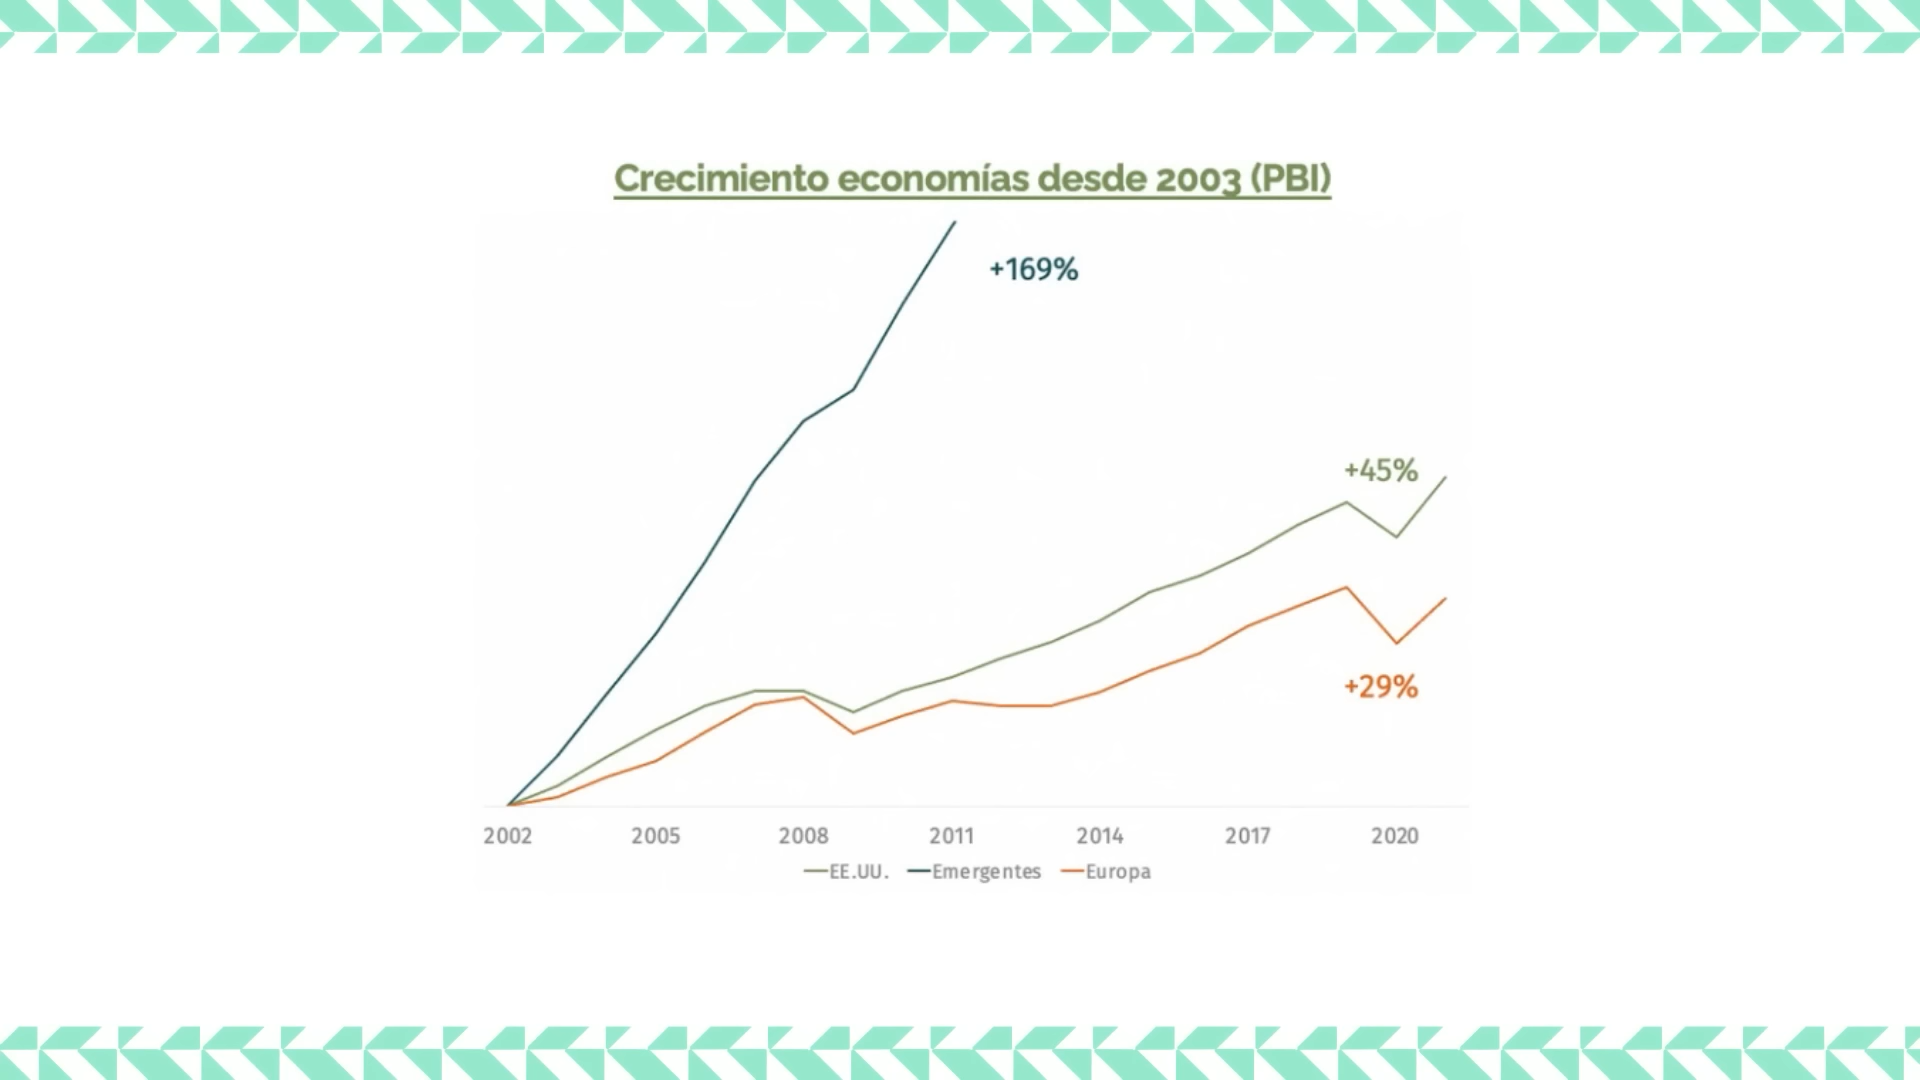 Crecimiento economías desde 2003 (PBI)
+169%
+45%
+29%
2002 2005 2008 2011 2014 2017 2020
EE.UU. Emergentes Europa